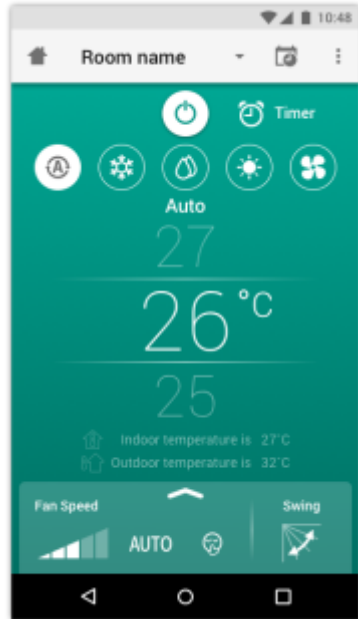 10:48
Room name
Timer
A
Auto
27
26°C
25
Indoor temperature is 27°C
Outdoor temperature is 32°C
Fan Speed
Swing
AUTO